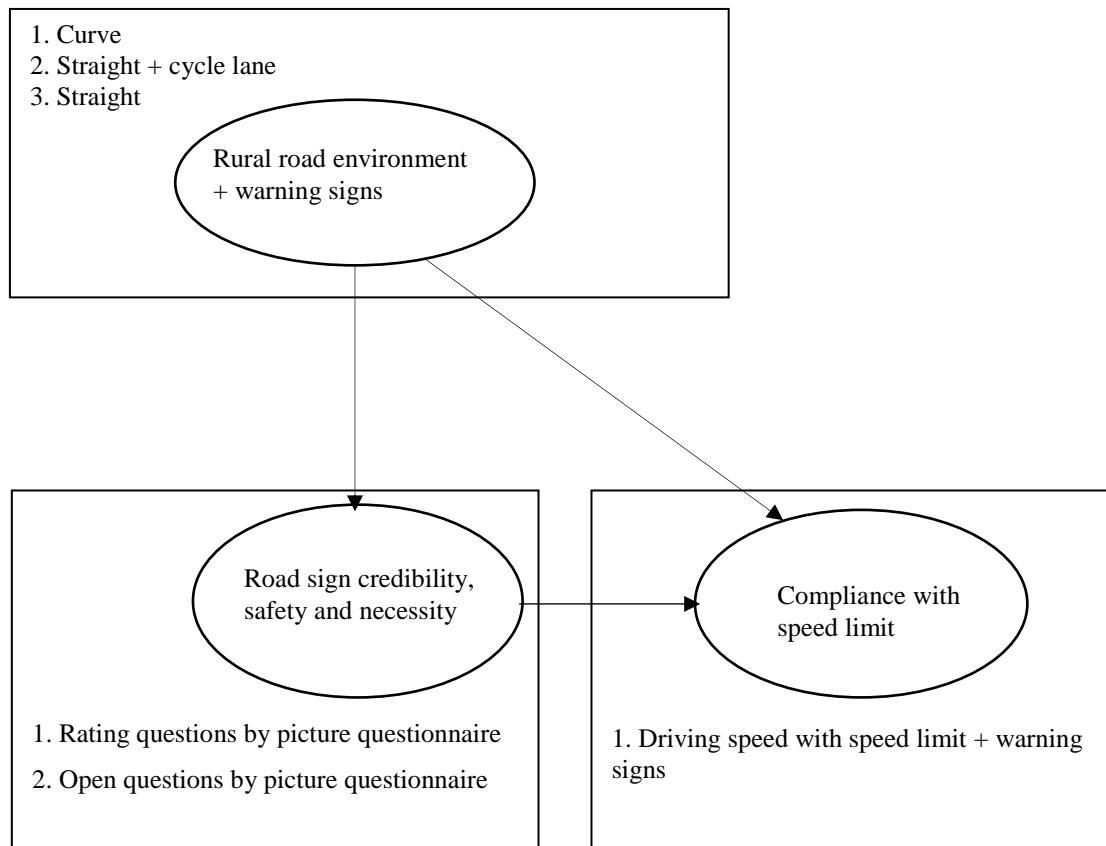 1. Curve
2. Straight + cycle lane
3. Straight
Rural road environment
+ warning signs
Road sign credibility,
safety and necessity
1. Rating questions by picture questionnaire
2. Open questions by picture questionnaire
Compliance with
speed limit
1. Driving speed with speed limit + warning
signs